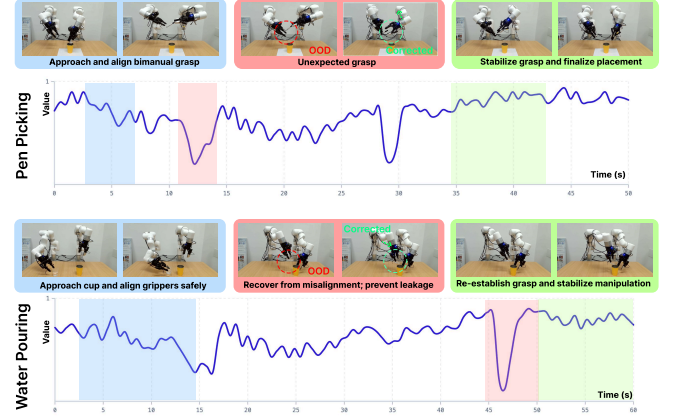 OOD
Corrected
Approach and align bimanual grasp
Unexpected grasp
Stabilize grasp and finalize placement
Pen Picking
Value
1
Time (s)
0 5 10 15 20 25 30 35 40 45 50
Corrected
OOD
Approach cup and align grippers safely
Recover from misalignment; prevent leakage
Re-establish grasp and stabilize manipulation
Water Pouring
Value
1
Time (s)
0 5 10 15 20 25 30 35 40 45 50 55 60